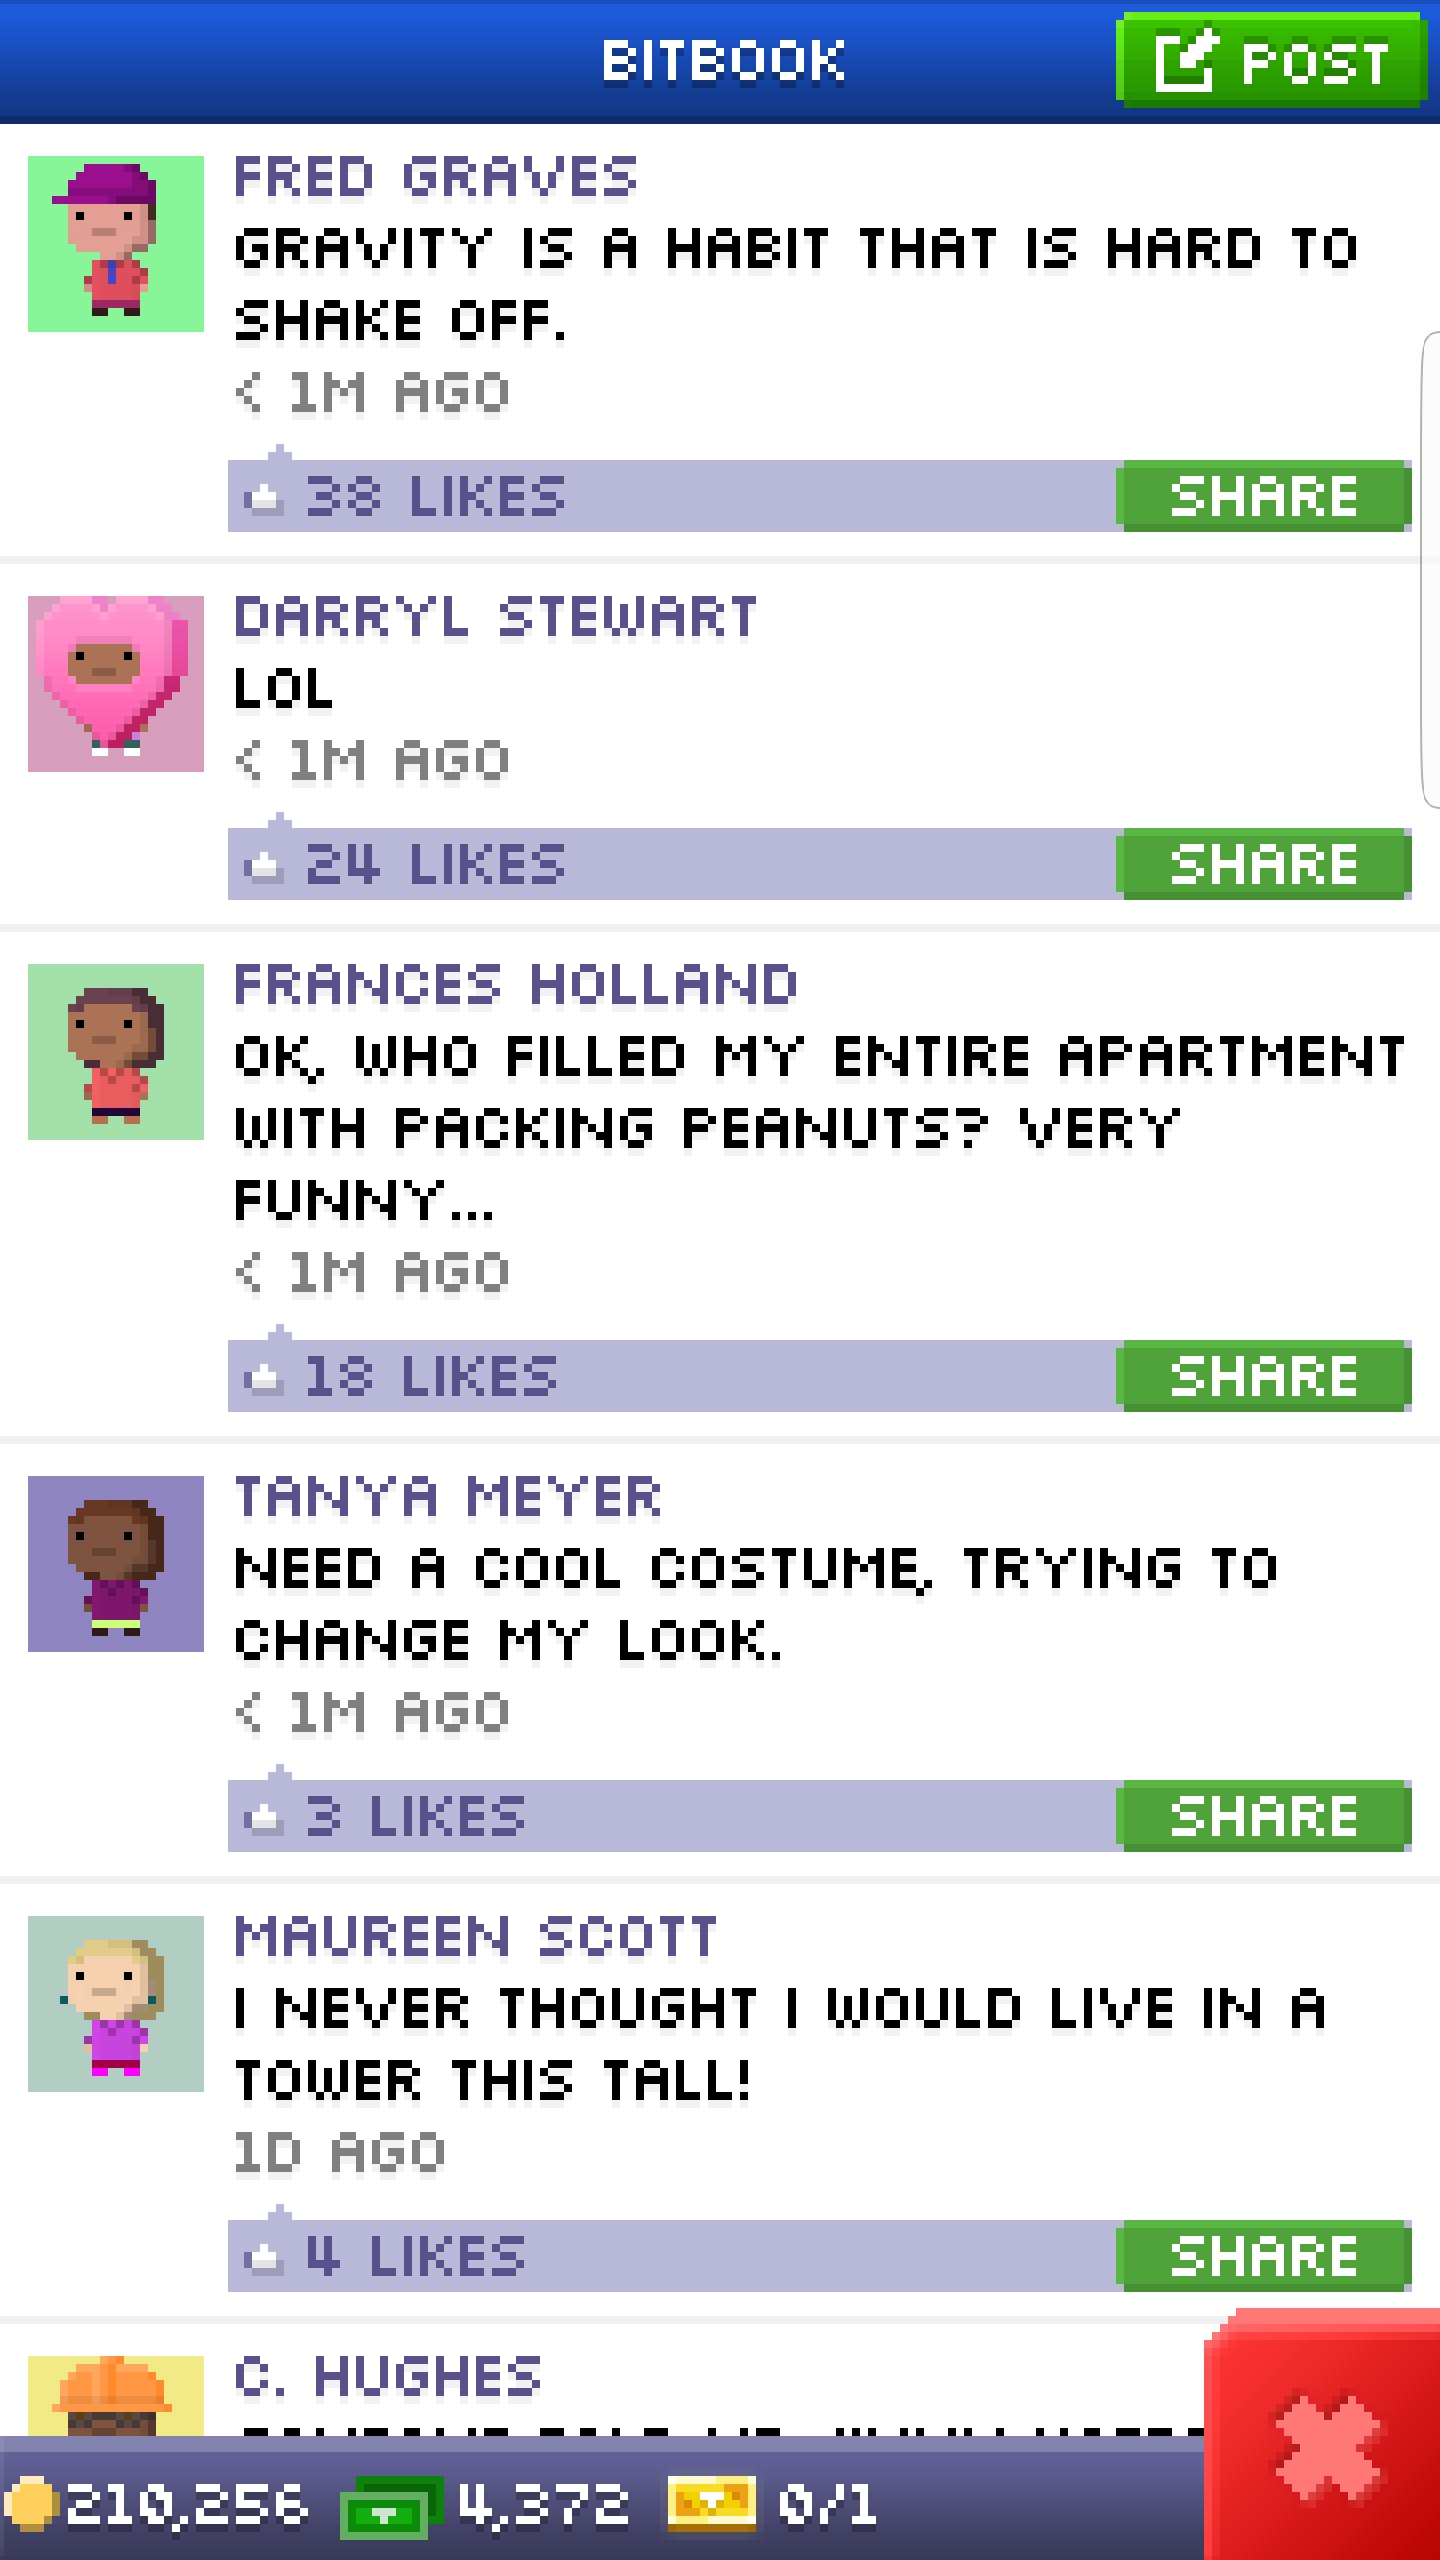 BITBOOK
POST
FRED GRAVES
GRAVITY IS A HABIT THAT IS HARD TO
SHAKE OFF.
< 1M AGO
38 LIKES
SHARE
DARRYL STEWART
LOL
< 1M AGO
24 LIKES
SHARE
FRANCES HOLLAND
OK, WHO FILLED MY ENTIRE APARTMENT
WITH PACKING PEANUTS? VERY
FUNNY...
< 1M AGO
18 LIKES
SHARE
TANYA MEYER
NEED A COOL COSTUME, TRYING TO
CHANGE MY LOOK.
< 1M AGO
3 LIKES
SHARE
MAUREEN SCOTT
I NEVER THOUGHT I WOULD LIVE IN A
TOWER THIS TALL!
1D AGO
4 LIKES
SHARE
C. HUGHES
210,256
4,372
0/1